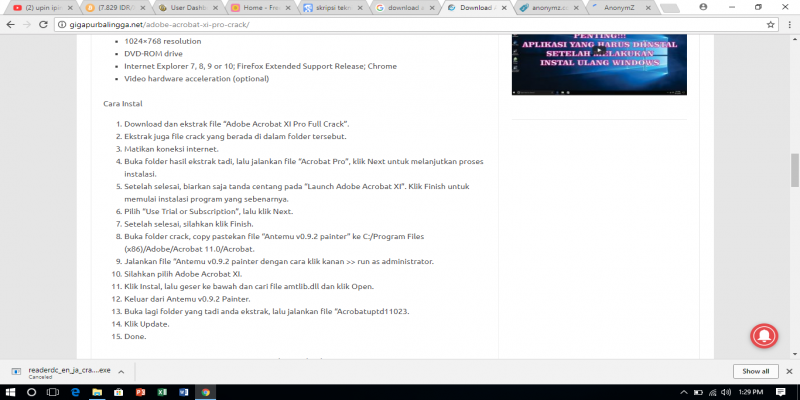 (2) upin ipin
[7.829 IDR/
User Dashb
Home - Free
skripsi tekn
download a
Download A
anonymz.co
AnonymZ
gigapurbalingga.net/adobe-acrobat-xi-pro-crack/
1024×768 resolution
DVD-ROM drive
Internet Explorer 7, 8, 9 or 10; FireFox Extended Support Release; Chrome
Video hardware acceleration (optional)
PENTING!!!
APLIKASI YANG HARUS DIINSTAL
SETELAH MELAKUKAN
INSTAL ULANG WINDOWS
Cara Instal
1. Download dan ekstrak file “Adobe Acrobat XI Pro Full Crack”.
2. Ekstrak juga file crack yang berada di dalam folder tersebut.
3. Matikan koneksi internet.
4. Buka folder hasil ekstrak tadi, lalu jalankan file “Acrobat Pro”, klik Next untuk melanjutkan proses
instalasi.
5. Setelah selesai, biarkan saja tanda centang pada “Launch Adobe Acrobat XI”. Klik Finish untuk
memulai instalasi program yang sebenarnya.
6. Pilih “Use Trial or Subscription”, lalu klik Next.
7. Setelah selesai, silahkan klik Finish.
8. Buka folder crack, copy pastekan file “Antemu v0.9.2 painter” ke C:/Program Files
(x86)/Adobe/Acrobat 11.0/Acrobat.
9. Jalankan file “Antemu v0.9.2 painter dengan cara klik kanan >> run as administrator.
10. Silahkan pilih Adobe Acrobat XI.
11. Klik Instal, lalu geser ke bawah dan cari file amtlib.dll dan klik Open.
12. Keluar dari Antemu v0.9.2 Painter.
13. Buka lagi folder yang tadi anda ekstrak, lalu jalankan file “Acrobatuptd11023.
14. Klik Update.
15. Done.
readerdc_en_ja_cra....exe
Canceled
Show all
1:29 PM